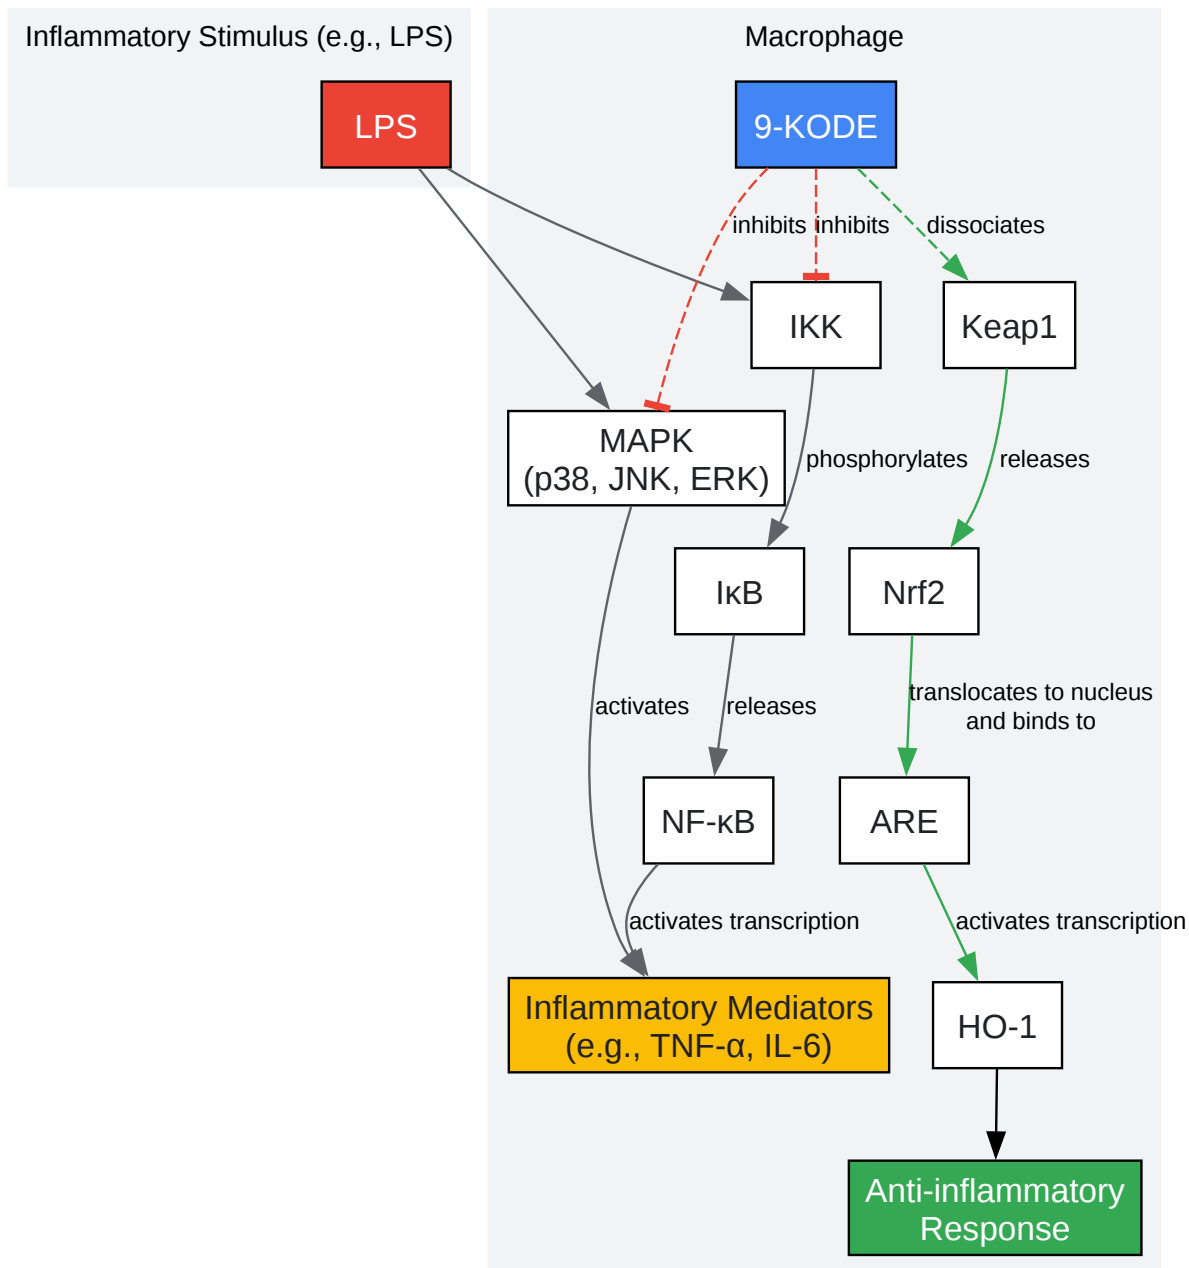 Inflammatory Stimulus (e.g., LPS)
Macrophage
LPS
9-KODE
inhibits
inhibits
dissociates
IKK
Keap1
MAPK
(p38, JNK, ERK)
phosphorylates
releases
IκB
Nrf2
activates
releases
translocates to nucleus
and binds to
NF-κB
ARE
activates transcription
activates transcription
Inflammatory Mediators
(e.g., TNF-α, IL-6)
HO-1
Anti-inflammatory
Response